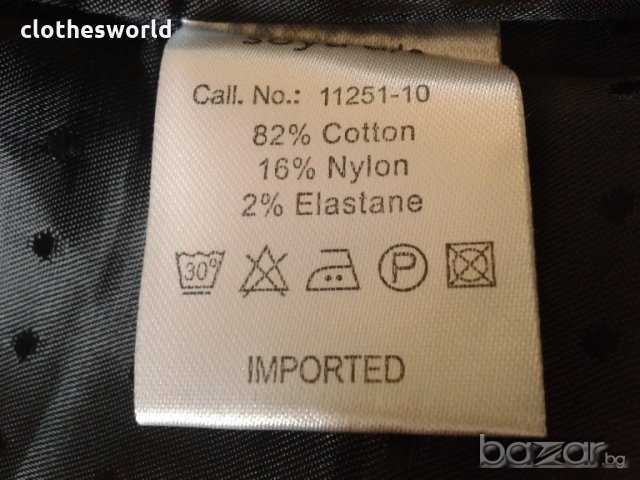 clothesworld
Call. No.: 11251-10
82% Cotton
16% Nylon
2% Elastane
30°
P
IMPORTED
bazar.bg